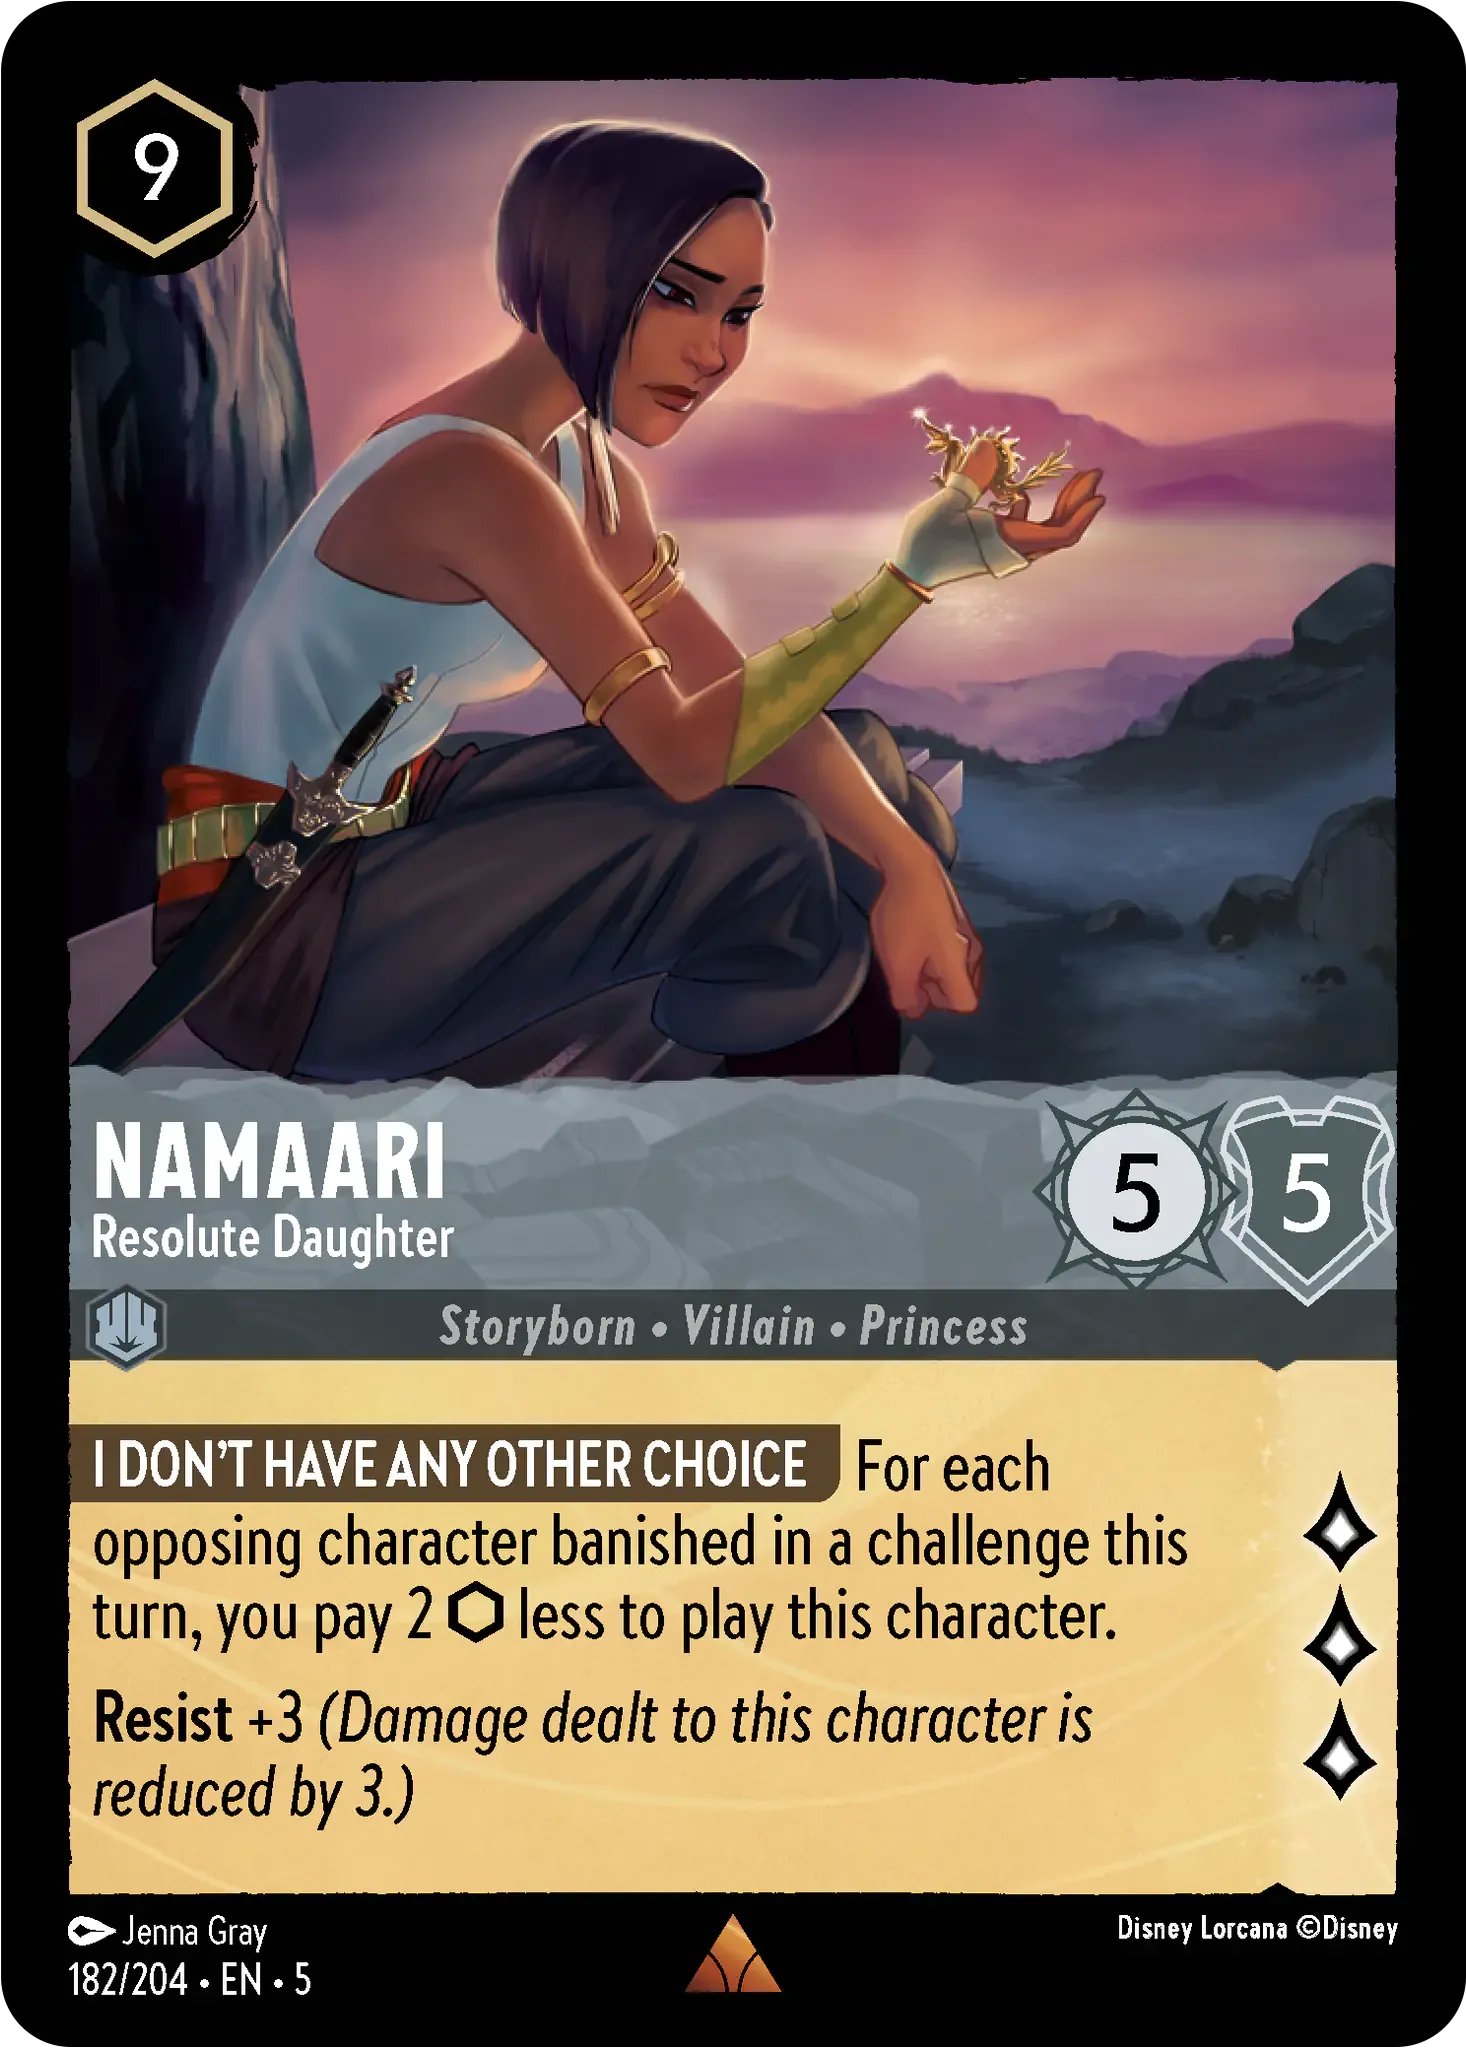 9
NAMAARI
Resolute Daughter
5
5
Storyborn • Villain • Princess
I DON'T HAVE ANY OTHER CHOICE For each
opposing character banished in a challenge this
turn, you pay 2 ⬡ less to play this character.
Resist +3 (Damage dealt to this character is
reduced by 3.)
Jenna Gray
182/204 • EN • 5
Disney Lorcana ©Disney